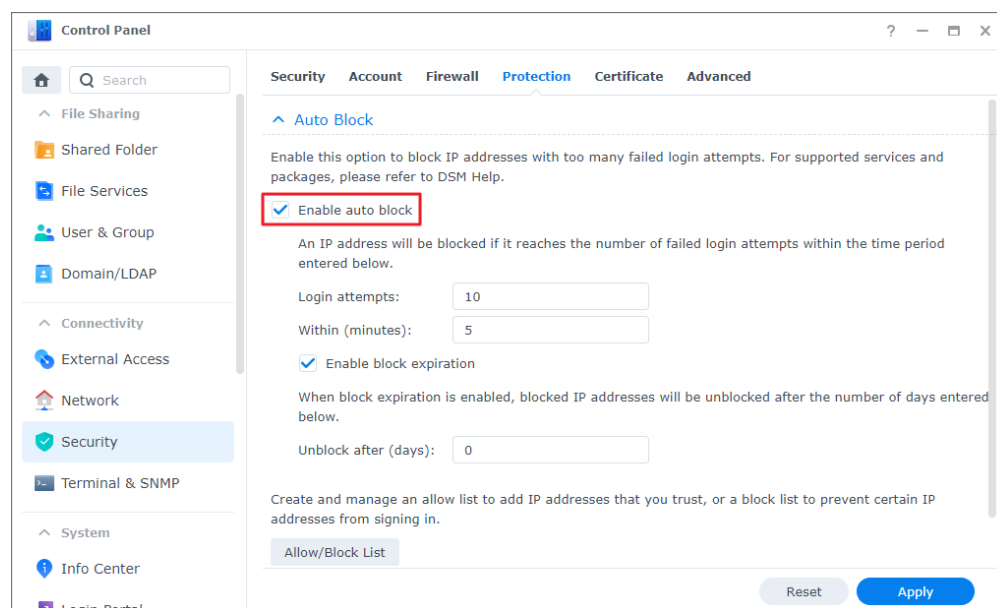 Control Panel
Search
File Sharing
Shared Folder
File Services
User & Group
Domain/LDAP
Connectivity
External Access
Network
Security
Terminal & SNMP
System
Info Center
Login Portal
Security Account Firewall Protection Certificate Advanced
Auto Block
Enable this option to block IP addresses with too many failed login attempts. For supported services and
packages, please refer to DSM Help.
Enable auto block
An IP address will be blocked if it reaches the number of failed login attempts within the time period
entered below.
Login attempts: 10
Within (minutes): 5
Enable block expiration
When block expiration is enabled, blocked IP addresses will be unblocked after the number of days entered
below.
Unblock after (days): 0
Create and manage an allow list to add IP addresses that you trust, or a block list to prevent certain IP
addresses from signing in.
Allow/Block List
Reset Apply